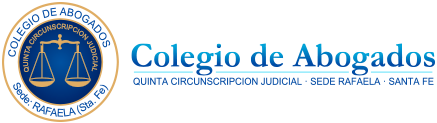 COLEGIO DE ABOGADOS
QUINTA CIRCUNSCRIPCION JUDICIAL
Sede: RAFAELA (Sta. Fe)
Colegio de Abogados
QUINTA CIRCUNSCRIPCION JUDICIAL · SEDE RAFAELA · SANTA FE